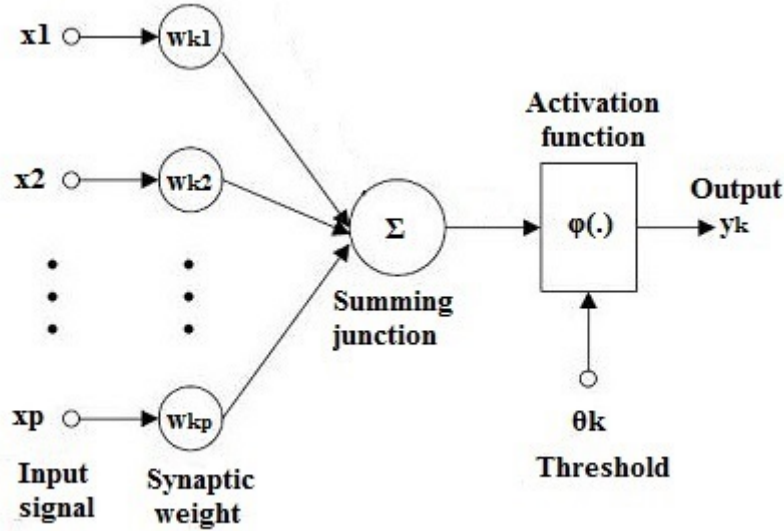 x1
Wk1
Activation
function
x2
Wk2
Σ
φ(.)
Output
yk
Summing
junction
xp
Wkp
θk
Threshold
Input
signal
Synaptic
weight